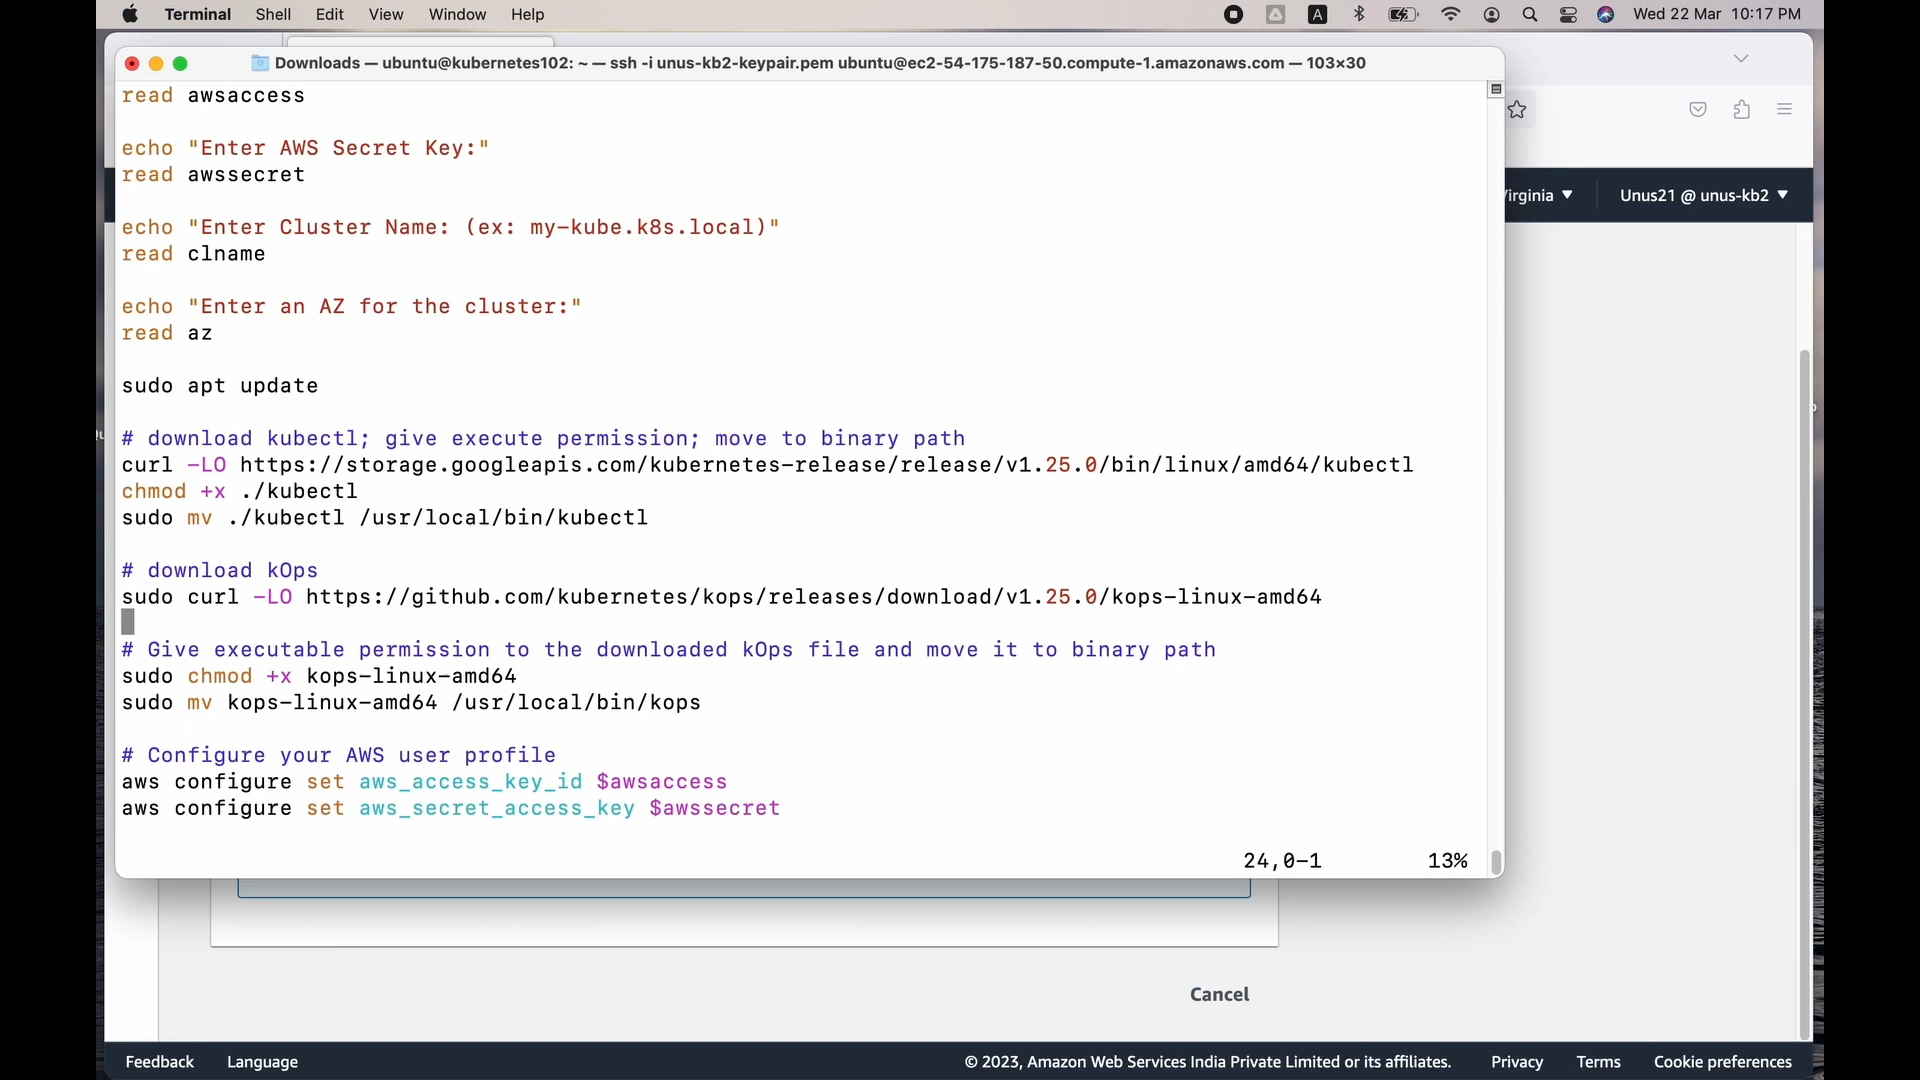 Terminal Shell Edit View Window Help
A
Wed 22 Mar 10:17 PM
Downloads — ubuntu@kubernetes102: ~ — ssh -i unus-kb2-keypair.pem ubuntu@ec2-54-175-187-50.compute-1.amazonaws.com — 103×30
read awsaccess
echo "Enter AWS Secret Key:"
read awssecret
echo "Enter Cluster Name: (ex: my-kube.k8s.local)"
read clname
echo "Enter an AZ for the cluster:"
read az
sudo apt update
# download kubectl; give execute permission; move to binary path
curl -LO https://storage.googleapis.com/kubernetes-release/release/v1.25.0/bin/linux/amd64/kubectl
chmod +x ./kubectl
sudo mv ./kubectl /usr/local/bin/kubectl
# download kOps
sudo curl -LO https://github.com/kubernetes/kops/releases/download/v1.25.0/kops-linux-amd64
# Give executable permission to the downloaded kOps file and move it to binary path
sudo chmod +x kops-linux-amd64
sudo mv kops-linux-amd64 /usr/local/bin/kops
# Configure your AWS user profile
aws configure set aws_access_key_id $awsaccess
aws configure set aws_secret_access_key $awssecret
24,0-1 13%
Unus21 @ unus-kb2
Cancel
Feedback Language
© 2023, Amazon Web Services India Private Limited or its affiliates. Privacy Terms Cookie preferences